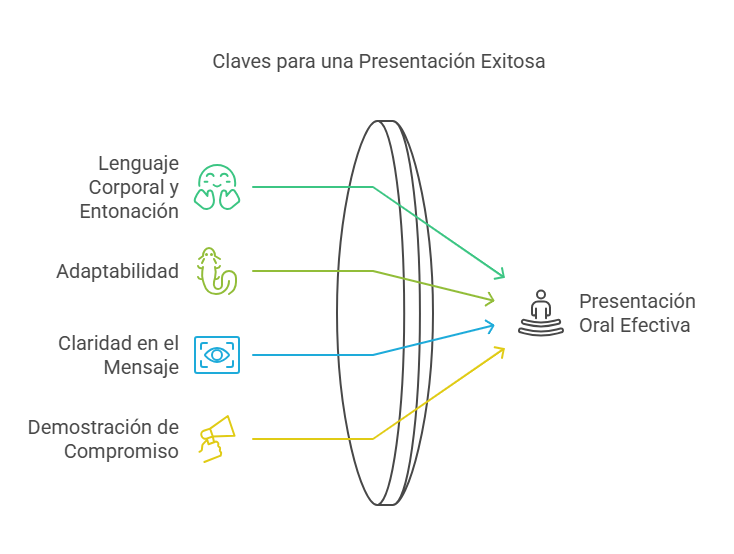 Claves para una Presentación Exitosa
Lenguaje
Corporal y
Entonación
Adaptabilidad
Claridad en el
Mensaje
Demostración de
Compromiso
Presentación
Oral Efectiva